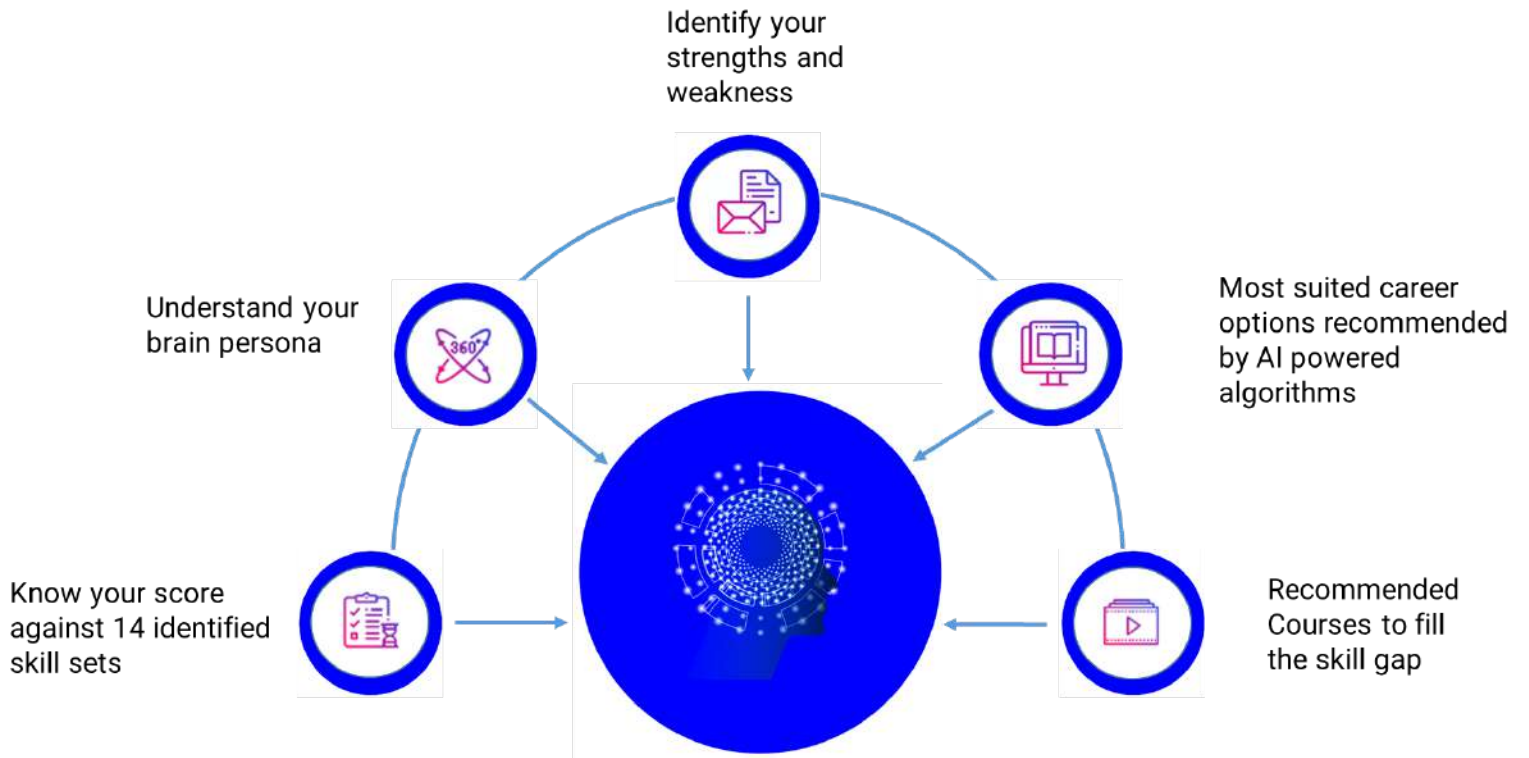 Identify your
strengths and
weakness
Understand your
brain persona
360°
Most suited career
options recommended
by AI powered
algorithms
Know your score
against 14 identified
skill sets
Recommended
Courses to fill
the skill gap